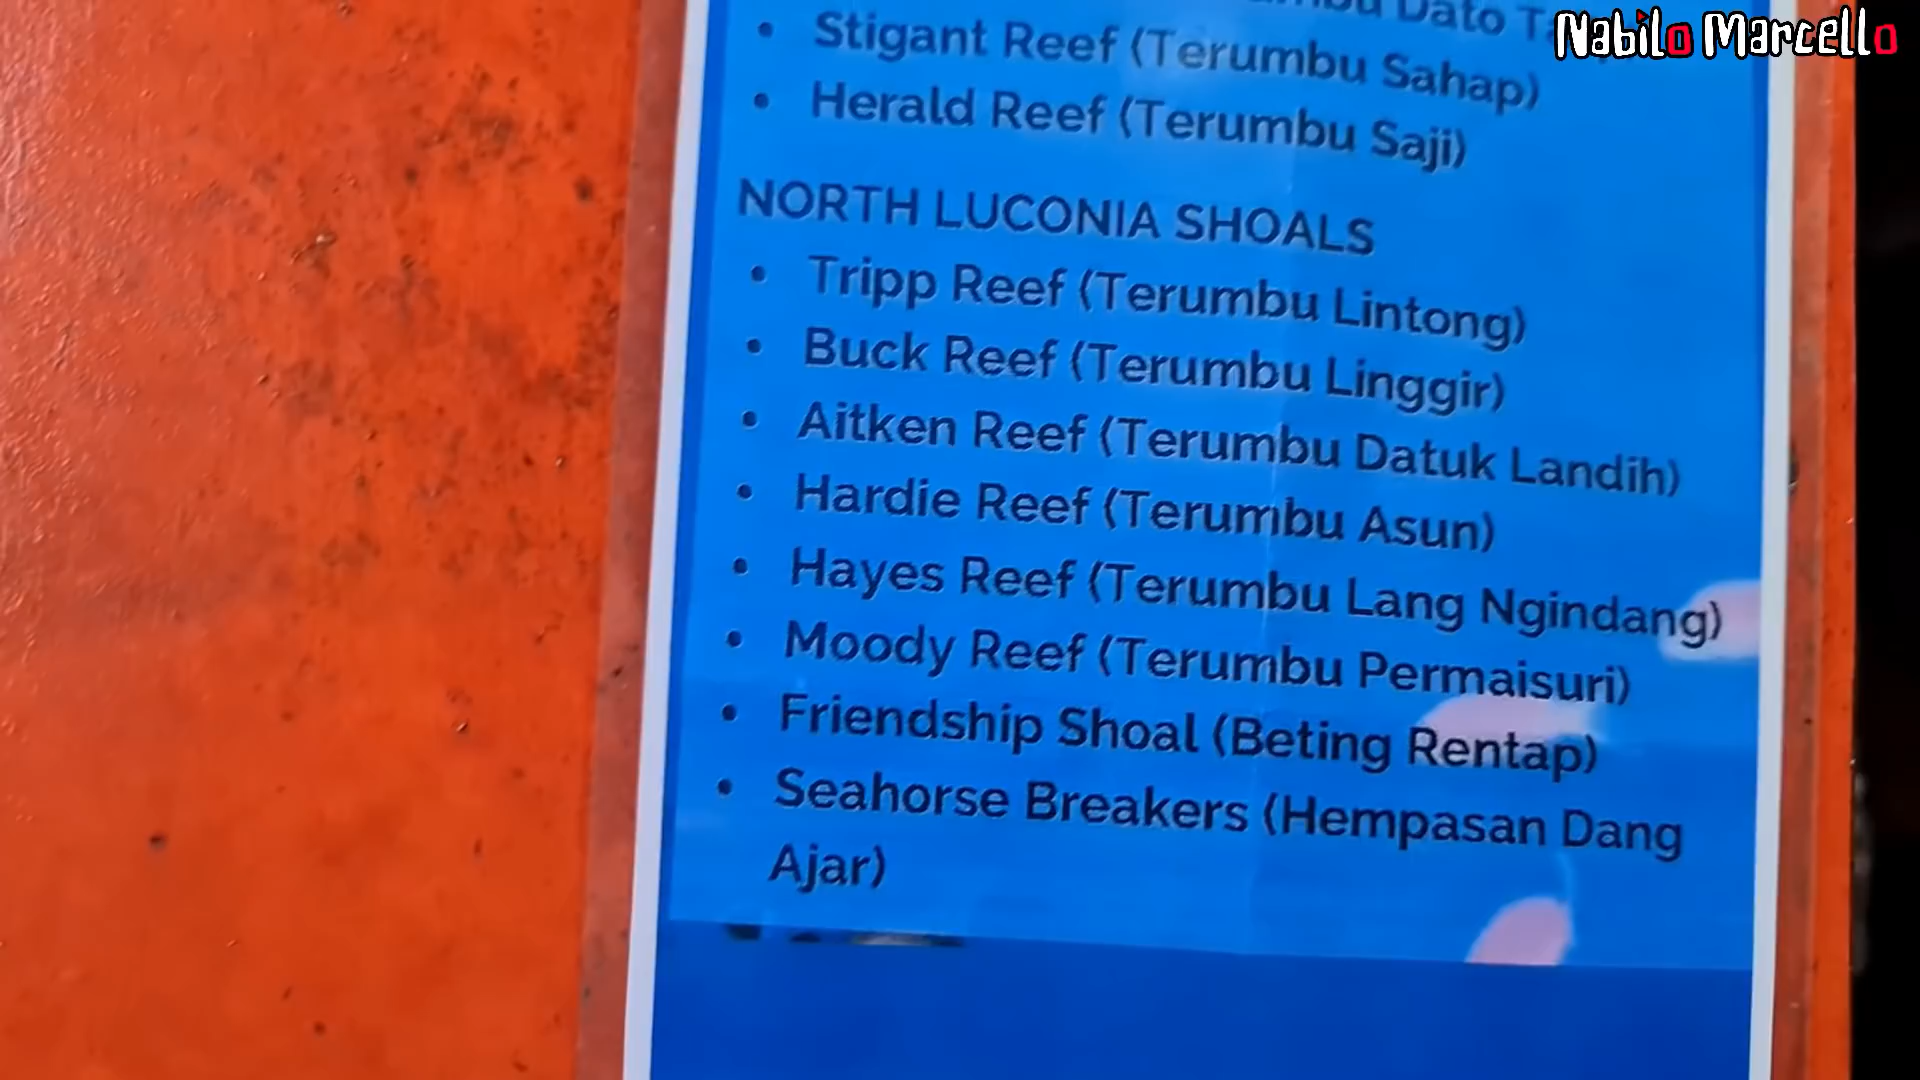 Dato
Nabilo Marcello
• Stigant Reef (Terumbu Sahap)
• Herald Reef (Terumbu Saji)
NORTH LUCONIA SHOALS
• Tripp Reef (Terumbu Lintong)
• Buck Reef (Terumbu Linggir)
• Aitken Reef (Terumbu Datuk Landih)
• Hardie Reef (Terumbu Asun)
• Hayes Reef (Terumbu Lang Ngindang)
• Moody Reef (Terumbu Permaisuri)
• Friendship Shoal (Beting Rentap)
• Seahorse Breakers (Hempasan Dang
Ajar)